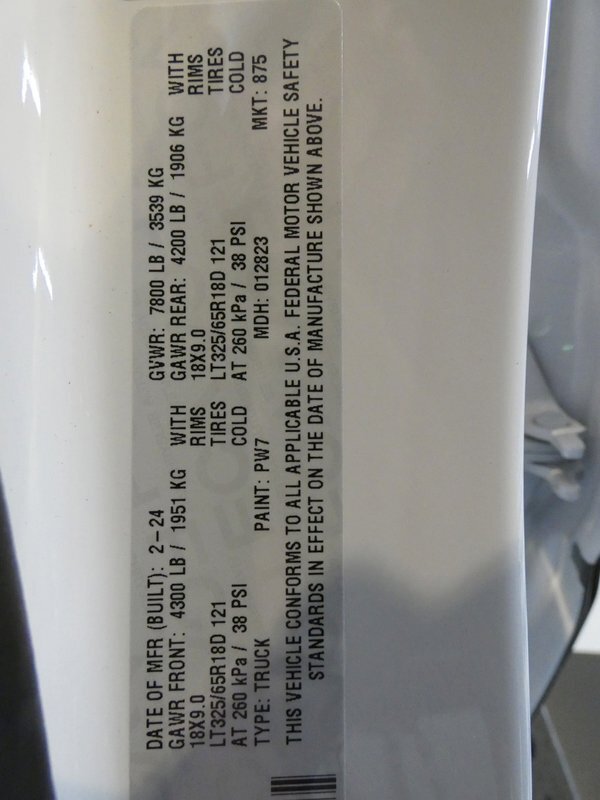 DATE OF MFR (BUILT): 2-24 GVWR: 7800 LB / 3539 KG
GAWR FRONT: 4300 LB / 1951 KG WITH GAWR REAR: 4200 LB / 1906 KG WITH
18X9.0 RIMS 18X9.0 RIMS
LT325/65R18D 121 TIRES LT325/65R18D 121 TIRES
AT 260 kPa / 38 PSI COLD AT 260 kPa / 38 PSI COLD
TYPE: TRUCK PAINT: PW7 MDH: 012823 MKT: 875
THIS VEHICLE CONFORMS TO ALL APPLICABLE U.S.A. FEDERAL MOTOR VEHICLE SAFETY
STANDARDS IN EFFECT ON THE DATE OF MANUFACTURE SHOWN ABOVE.